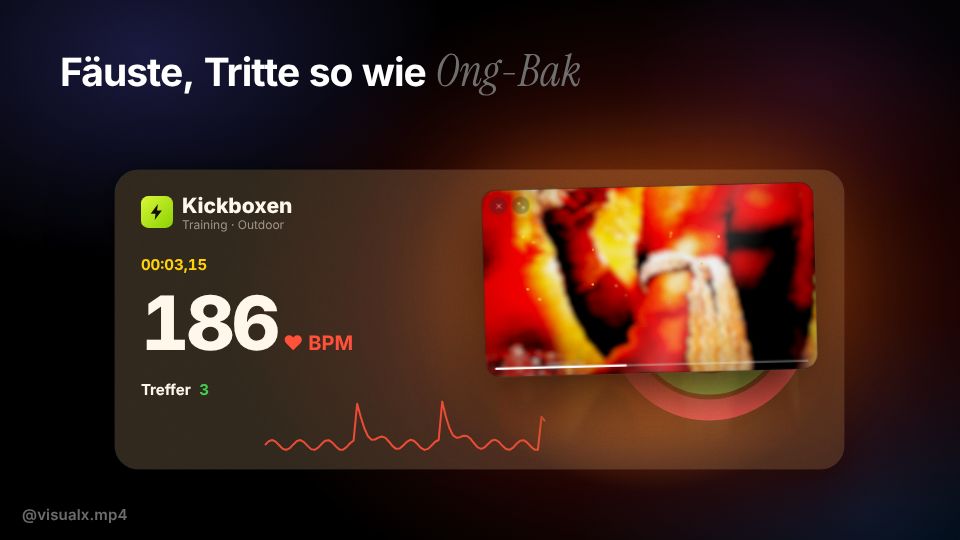 Fäuste, Tritte so wie Ong-Bak
Kickboxen
Training · Outdoor
00:03,15
186 BPM
Treffer 3
@visualx.mp4